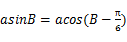 asinB = acos(B − π/6)